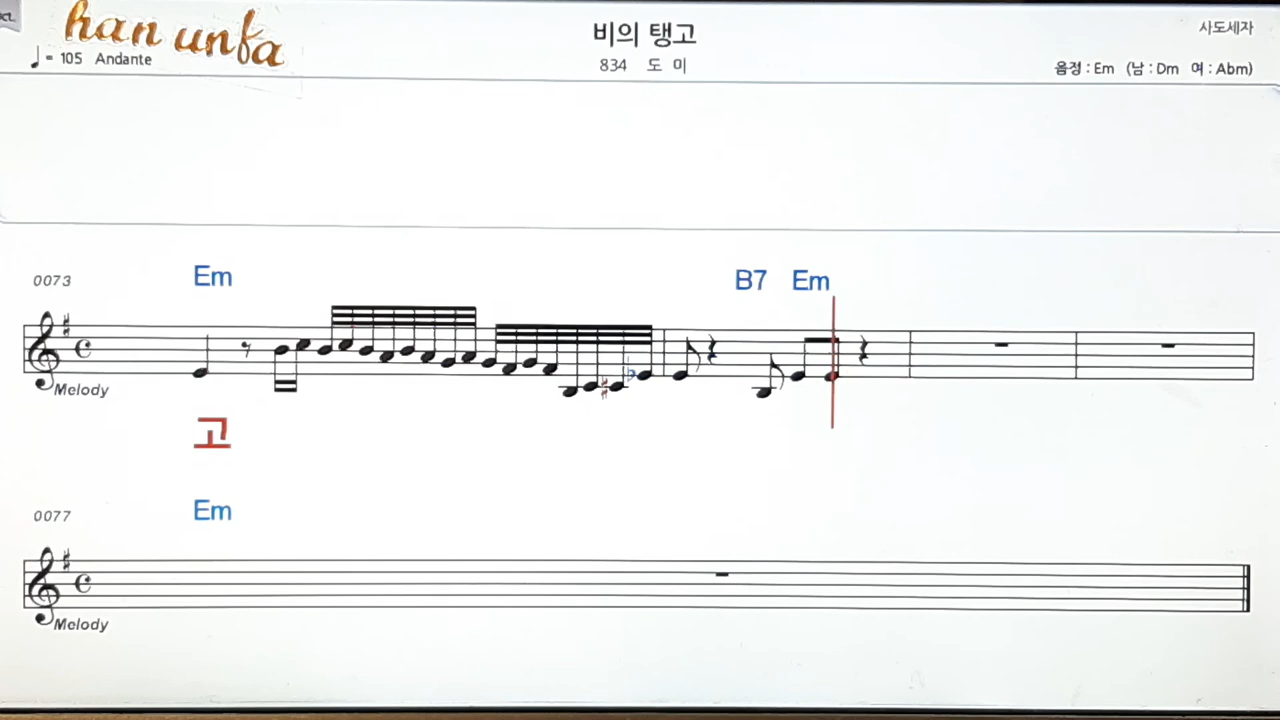 han unfa
비의 탱고
사도세자
♩= 105 Andante
834 도 미
음정 : Em (남 : Dm 여 : Abm)
0073
Em
B7 Em
Melody
고
0077
Em
Melody